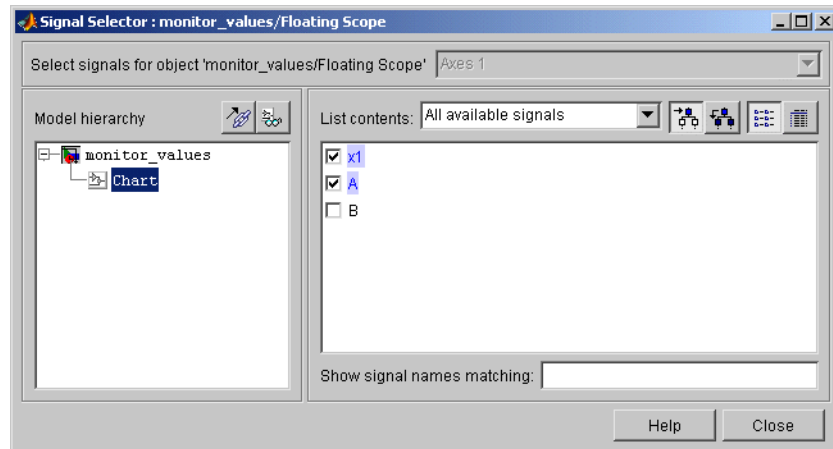 Signal Selector : monitor_values/Floating Scope
Select signals for object 'monitor_values/Floating Scope' Axes 1
Model hierarchy
List contents: All available signals
monitor_values
Chart
x1
A
B
Show signal names matching:
Help Close